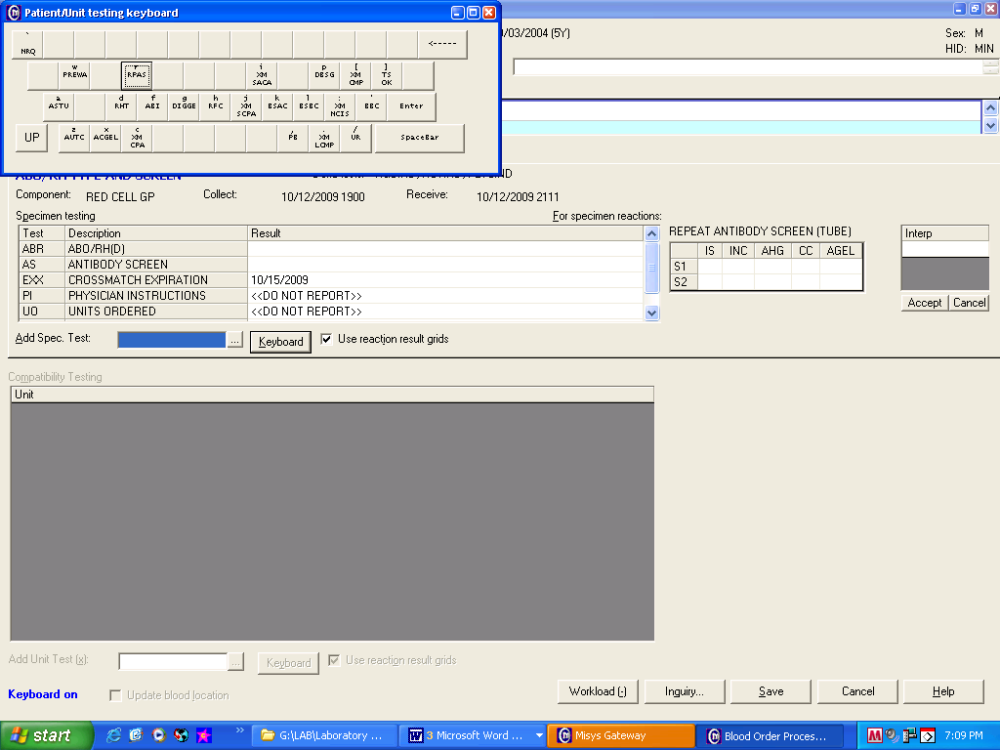 Patient/Unit testing keyboard
`
NRQ
<-----
w
PREWA
r
RPAS
i
XM
SACA
p
DBSG
[
XM
CMP
]
TS
OK
a
ASTU
d
RHT
f
ABI
g
DIGGE
h
RFC
j
XM
SCPA
k
BSAC
l
BSBC
:
XM
NCIS
'
BBC
Enter
UP
z
AUTC
x
ACGEL
c
XM
CPA
,
PB
.
XM
LCMP
/
UR
SpaceBar
/03/2004 (5Y)
Sex: M
HID: MIN
ABO/RH TYPE AND SCREEN
Component: RED CELL GP Collect: 10/12/2009 1900 Receive: 10/12/2009 2111
Specimen testing For specimen reactions:
Test Description Result
ABR ABO/RH(D)
AS ANTIBODY SCREEN
EXX CROSSMATCH EXPIRATION 10/15/2009
PI PHYSICIAN INSTRUCTIONS <<DO NOT REPORT>>
UO UNITS ORDERED <<DO NOT REPORT>>
REPEAT ANTIBODY SCREEN (TUBE)
IS INC AHG CC AGEL
S1
S2
Interp
Accept Cancel
Add Spec. Test: ... Keyboard Use reaction result grids
Compatibility Testing
Unit
Add Unit Test (x): ... Keyboard Use reaction result grids
Keyboard on Update blood location
Workload (-) Inquiry... Save Cancel Help
start
»
G:\LAB\Laboratory ...
3 Microsoft Word ...
Misys Gateway
Blood Order Proces...
7:09 PM